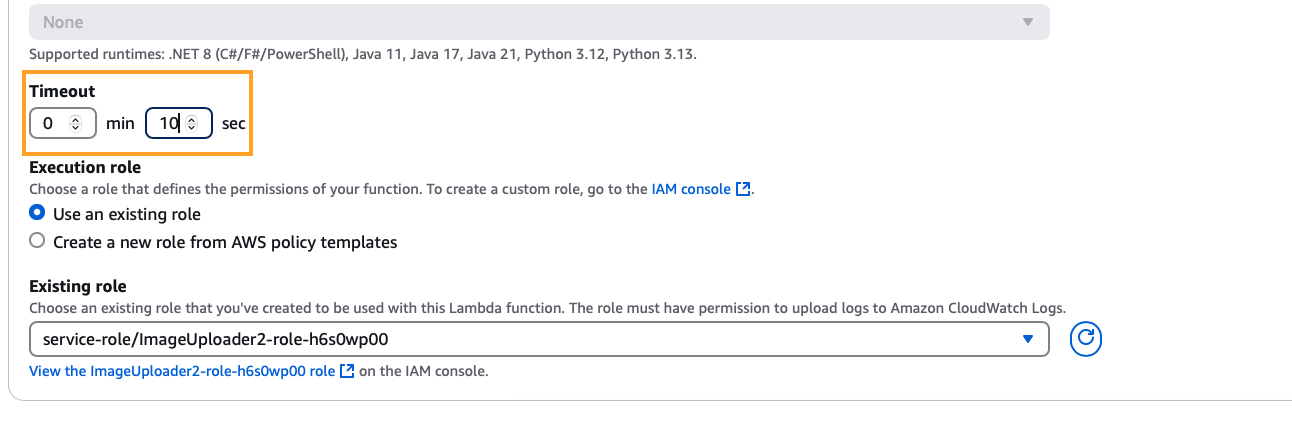 None
Supported runtimes: .NET 8 (C#/F#/PowerShell), Java 11, Java 17, Java 21, Python 3.12, Python 3.13.
Timeout
0 min 10 sec
Execution role
Choose a role that defines the permissions of your function. To create a custom role, go to the IAM console.
Use an existing role
Create a new role from AWS policy templates
Existing role
Choose an existing role that you've created to be used with this Lambda function. The role must have permission to upload logs to Amazon CloudWatch Logs.
service-role/ImageUploader2-role-h6s0wp00
View the ImageUploader2-role-h6s0wp00 role on the IAM console.